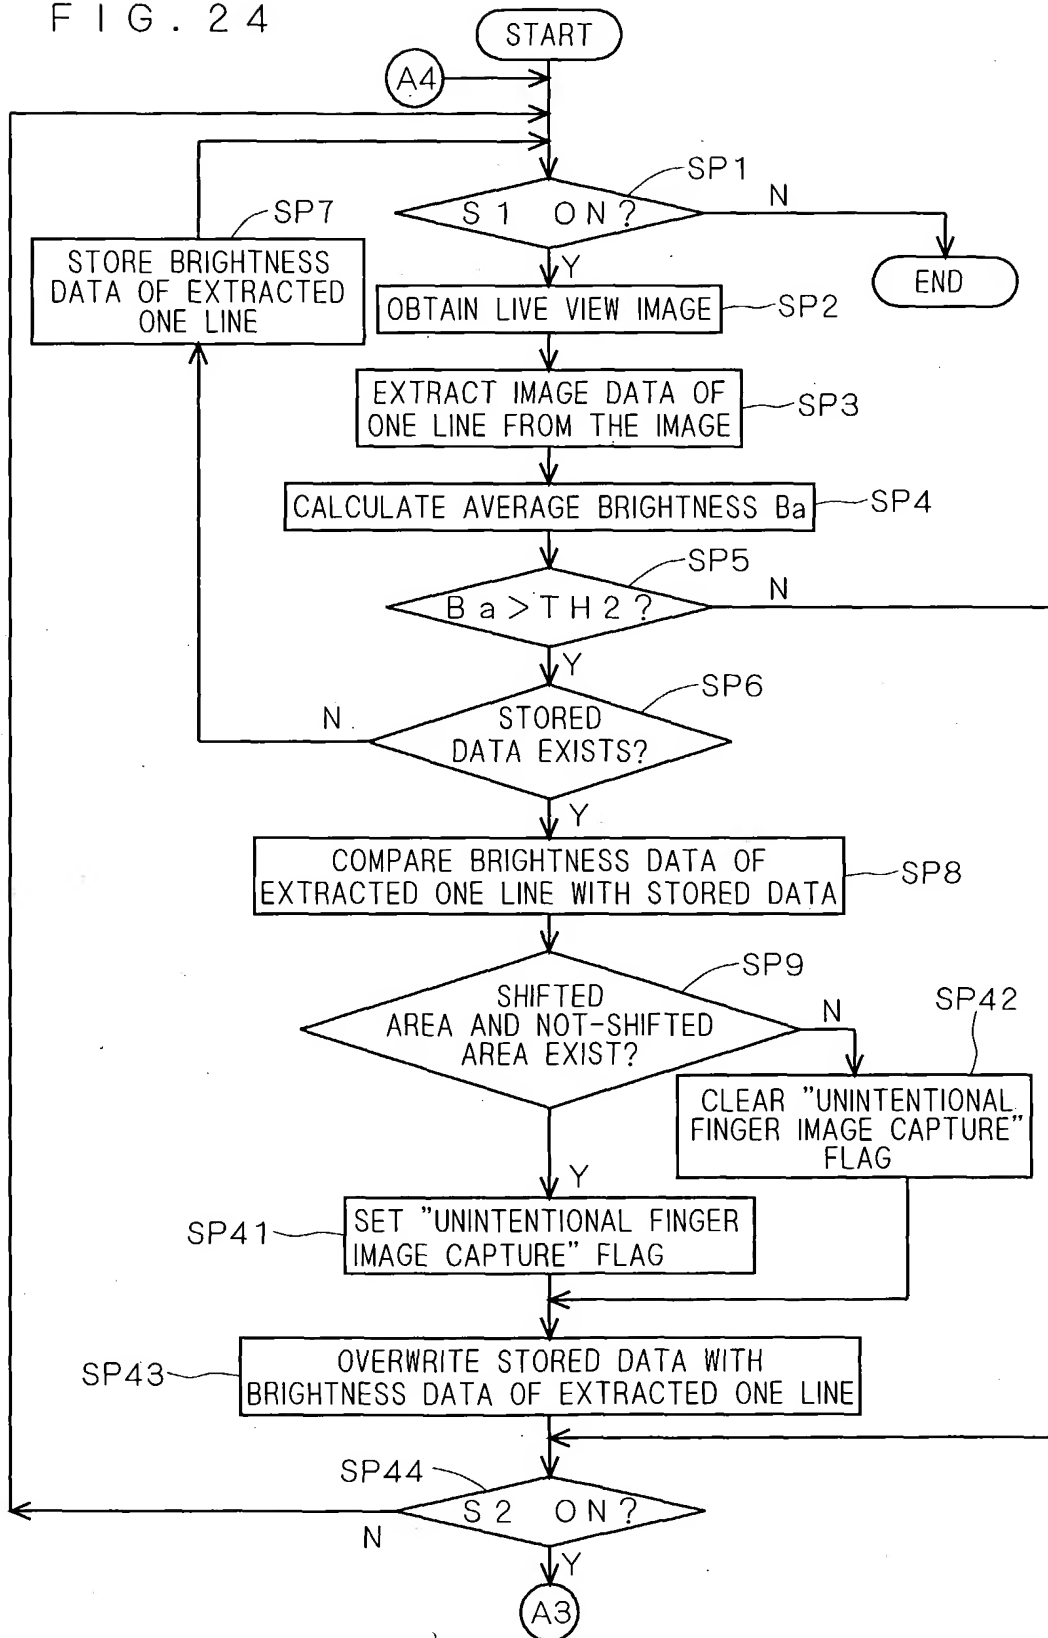 FIG. 24
START
A4
SP1
S1 ON?
N
Y
END
SP7
STORE BRIGHTNESS
DATA OF EXTRACTED
ONE LINE
OBTAIN LIVE VIEW IMAGE
SP2
EXTRACT IMAGE DATA OF
ONE LINE FROM THE IMAGE
SP3
CALCULATE AVERAGE BRIGHTNESS Ba
SP4
SP5
Ba>TH2?
N
Y
SP6
STORED
DATA EXISTS?
N
Y
COMPARE BRIGHTNESS DATA OF
EXTRACTED ONE LINE WITH STORED DATA
SP8
SP9
SHIFTED
AREA AND NOT-SHIFTED
AREA EXIST?
N
SP42
CLEAR "UNINTENTIONAL
FINGER IMAGE CAPTURE"
FLAG
Y
SP41
SET "UNINTENTIONAL FINGER
IMAGE CAPTURE" FLAG
SP43
OVERWRITE STORED DATA WITH
BRIGHTNESS DATA OF EXTRACTED ONE LINE
SP44
S2 ON?
N
Y
A3